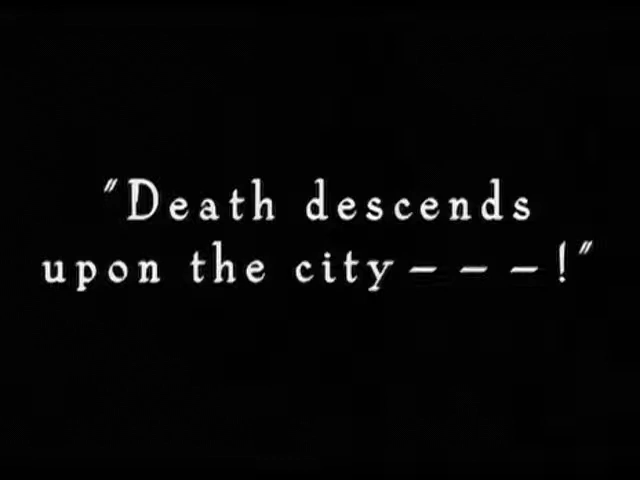 "Death descends
upon the city – – – !"